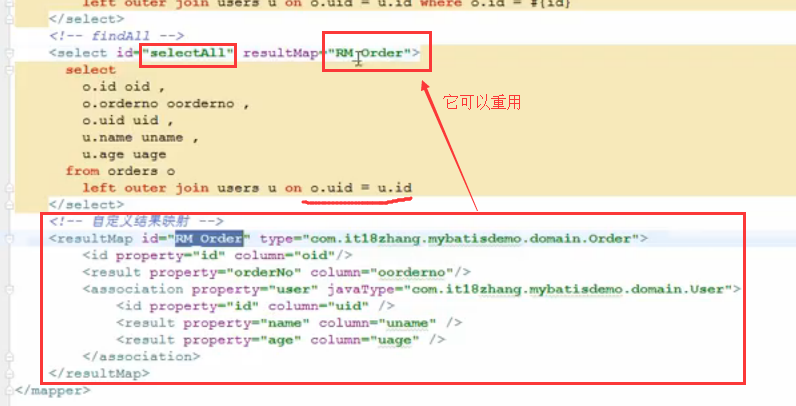 left outer join users u on o.uid = u.id where o.id = #{id}
</select>
<!-- findAll -->
<select id="selectAll" resultMap="RM_Order">
select
o.id oid ,
o.orderno oorderno ,
o.uid uid ,
u.name uname ,
u.age uage
from orders o
left outer join users u on o.uid = u.id
</select>
它可以重用
<!-- 自定义结果映射 -->
<resultMap id="RM_Order" type="com.it18zhang.mybatisdemo.domain.Order">
<id property="id" column="oid"/>
<result property="orderNo" column="oorderno"/>
<association property="user" javaType="com.it18zhang.mybatisdemo.domain.User">
<id property="id" column="uid" />
<result property="name" column="uname" />
<result property="age" column="uage" />
</association>
</resultMap>
</mapper>